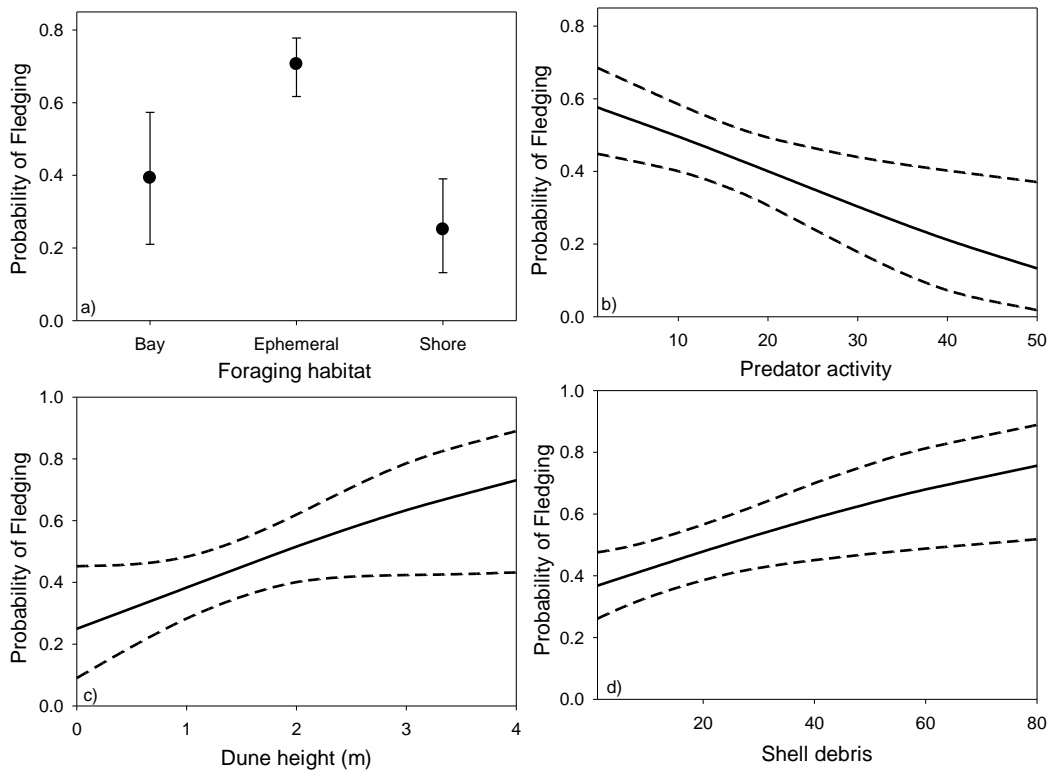 0.8
0.6
0.4
0.2
0.0
Probability of Fledging
a)
Bay Ephemeral Shore
Foraging habitat
0.8
0.6
0.4
0.2
0.0
Probability of Fledging
b)
10 20 30 40 50
Predator activity
1.0
0.8
0.6
0.4
0.2
0.0
Probability of Fledging
c)
0 1 2 3 4
Dune height (m)
1.0
0.8
0.6
0.4
0.2
0.0
Probability of Fledging
d)
20 40 60 80
Shell debris